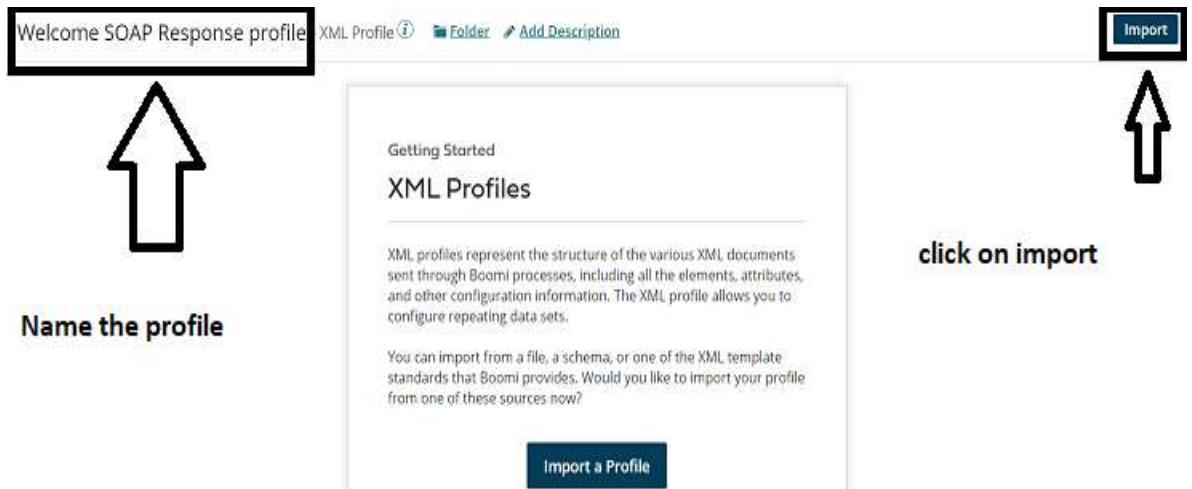 Welcome SOAP Response profile XML Profile i Folder Add Description
Import
Getting Started
XML Profiles
XML profiles represent the structure of the various XML documents
sent through Boomi processes, including all the elements, attributes,
and other configuration information. The XML profile allows you to
configure repeating data sets.
You can import from a file, a schema, or one of the XML template
standards that Boomi provides. Would you like to import your profile
from one of these sources now?
Import a Profile
Name the profile
click on import